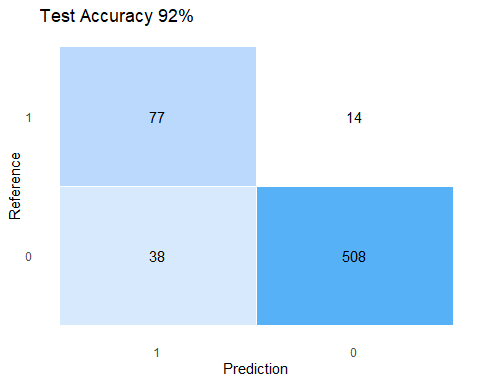 Test Accuracy 92%
1
77
14
Reference
0
38
508
1
0
Prediction